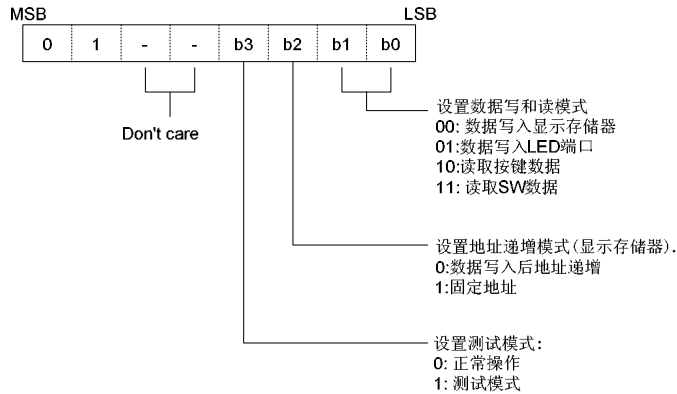 MSB LSB
0 1 - - b3 b2 b1 b0
Don't care
设置数据写和读模式
00: 数据写入显示存储器
01:数据写入LED端口
10:读取按键数据
11: 读取SW数据
设置地址递增模式(显示存储器).
0:数据写入后地址递增
1:固定地址
设置测试模式:
0: 正常操作
1: 测试模式